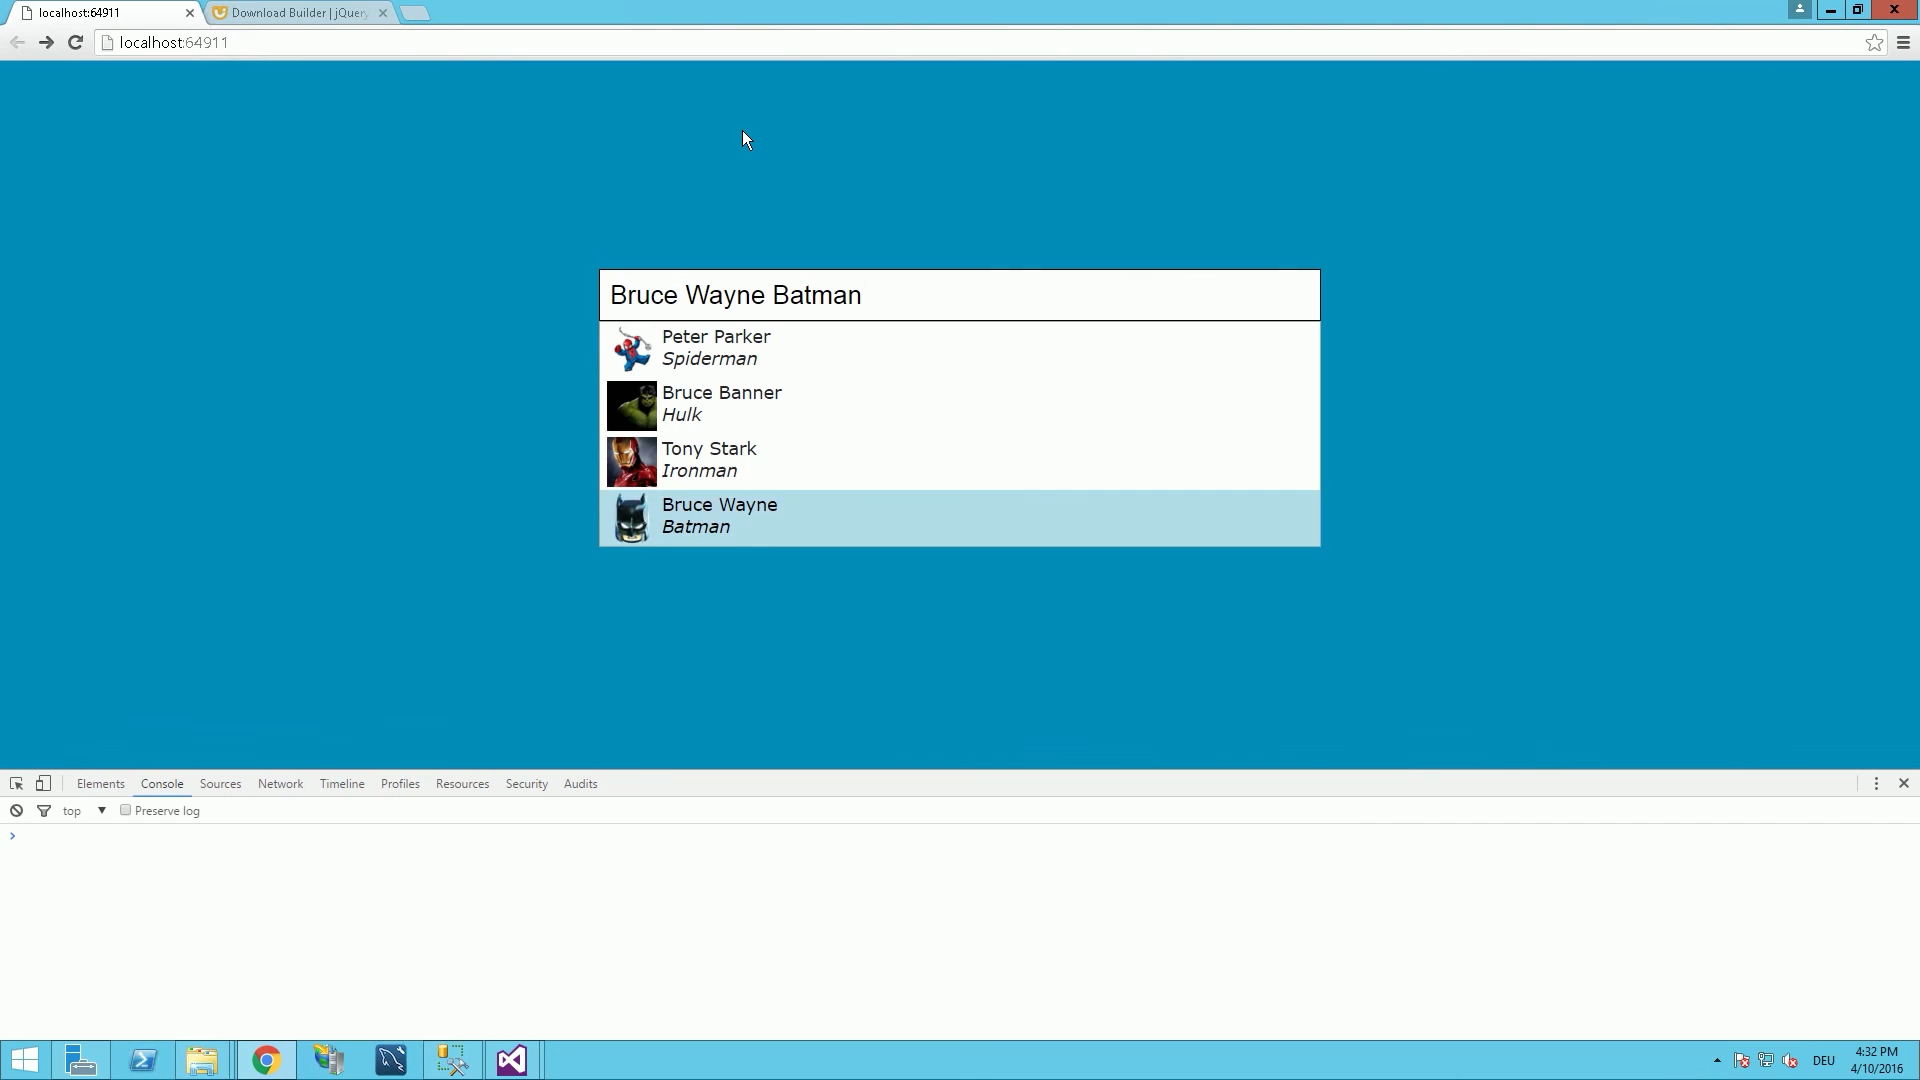 localhost:64911
Download Builder | jQuery
localhost:64911
Bruce Wayne Batman
Peter Parker
Spiderman
Bruce Banner
Hulk
Tony Stark
Ironman
Bruce Wayne
Batman
Elements Console Sources Network Timeline Profiles Resources Security Audits
top Preserve log
DEU
4:32 PM
4/10/2016